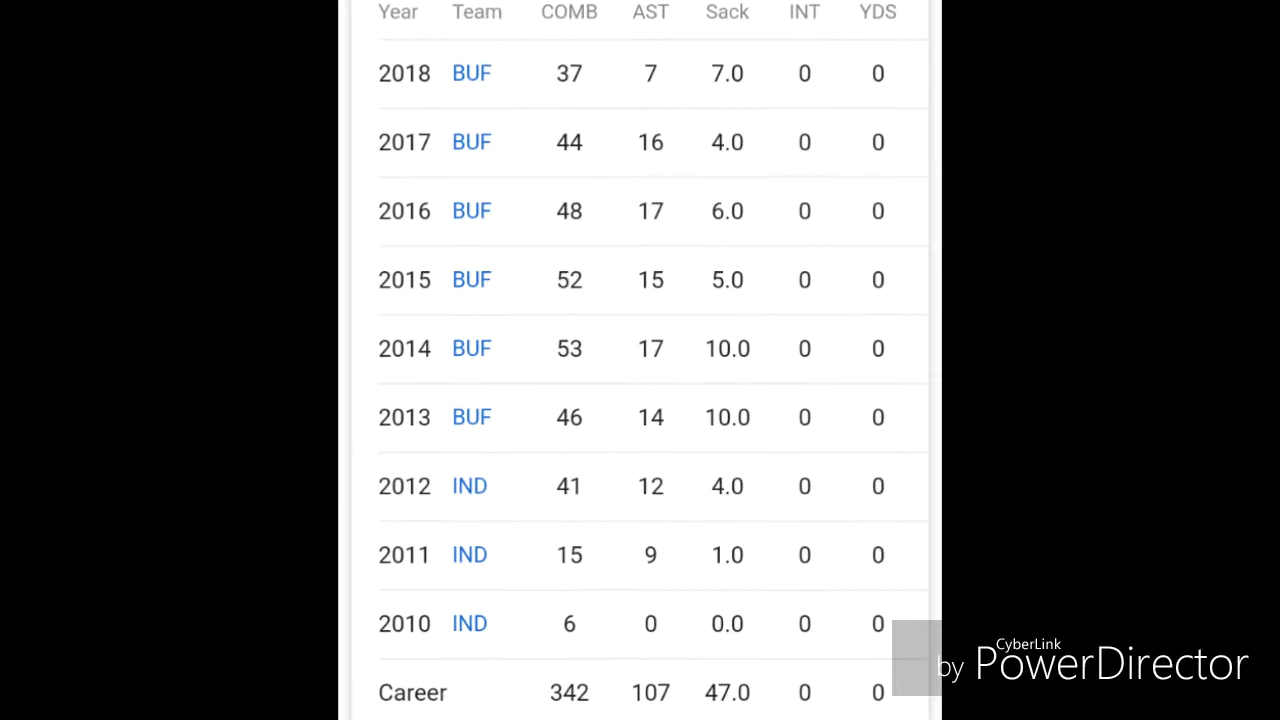 Year Team COMB AST Sack INT YDS
2018 BUF 37 7 7.0 0 0
2017 BUF 44 16 4.0 0 0
2016 BUF 48 17 6.0 0 0
2015 BUF 52 15 5.0 0 0
2014 BUF 53 17 10.0 0 0
2013 BUF 46 14 10.0 0 0
2012 IND 41 12 4.0 0 0
2011 IND 15 9 1.0 0 0
2010 IND 6 0 0.0 0 0
Career 342 107 47.0 0 0
CyberLink
by PowerDirector